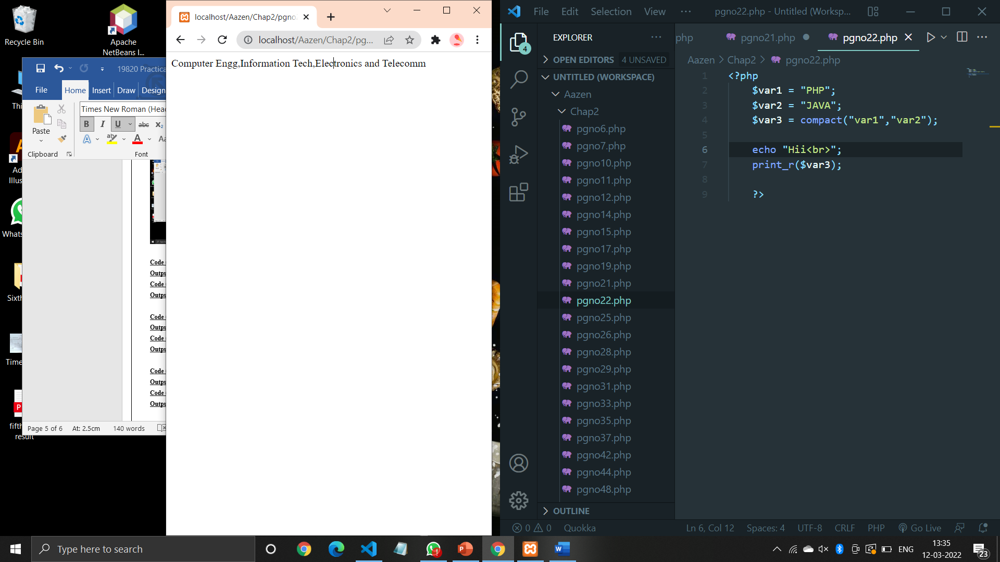 Recycle Bin
Apache
NetBeans I...
Thi
Ad
Illus
Whats
Sixth
Time
fifth
result
19820 Practica
File
Home
Insert
Draw
Design
Paste
Times New Roman (Head
B I U abc X₂
A ab A Aa
Clipboard
Font
Code
Outpu
Code
Outpu
Code
Outpu
Code
Outpu
Code
Outpu
Code
Outpu
Page 5 of 6
At: 2.5cm
140 words
localhost/Aazen/Chap2/pgno
localhost/Aazen/Chap2/pg...
Computer Engg,Information Tech,Electronics and Telecomm
File Edit Selection View ...
pgno22.php - Untitled (Worksp...
4
EXPLORER
OPEN EDITORS
4 UNSAVED
UNTITLED (WORKSPACE)
Aazen
Chap2
pgno6.php
pgno7.php
pgno10.php
pgno11.php
pgno12.php
pgno14.php
pgno15.php
pgno17.php
pgno19.php
pgno21.php
pgno22.php
pgno25.php
pgno26.php
pgno28.php
pgno29.php
pgno31.php
pgno33.php
pgno35.php
pgno37.php
pgno42.php
pgno44.php
pgno48.php
OUTLINE
php
pgno21.php
pgno22.php
Aazen > Chap2 > pgno22.php
1 <?php
2 $var1 = "PHP";
3 $var2 = "JAVA";
4 $var3 = compact("var1","var2");
5
6 echo "Hii<br>";
7 print_r($var3);
8
9 ?>
0 0 Quokka
Ln 6, Col 12
Spaces: 4
UTF-8
CRLF
PHP
Go Live
Type here to search
ENG
13:35
12-03-2022
23